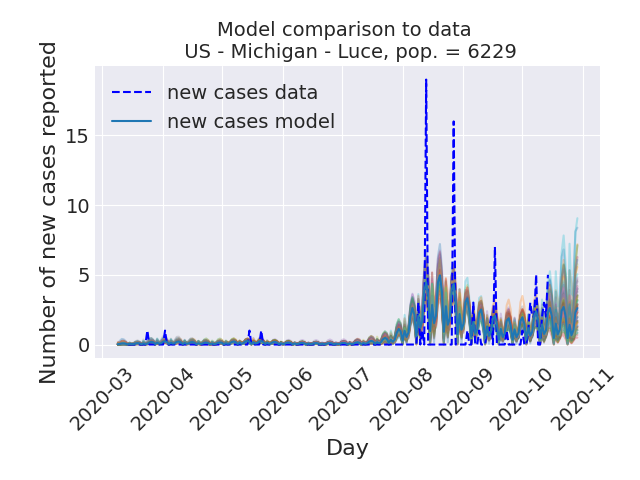 Model comparison to data
US - Michigan - Luce, pop. = 6229
Number of new cases reported
new cases data
new cases model
15
10
5
0
2020-03
2020-04
2020-05
2020-06
2020-07
2020-08
2020-09
2020-10
2020-11
Day